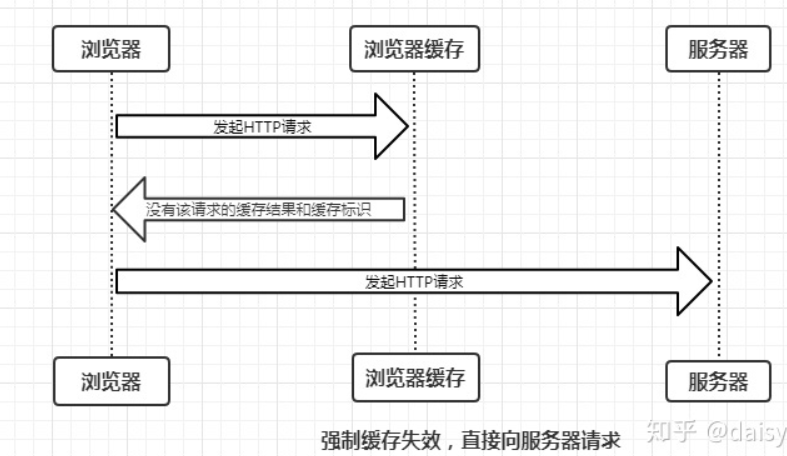 浏览器
浏览器缓存
服务器
发起HTTP请求
没有该请求的缓存结果和缓存标识
发起HTTP请求
浏览器
浏览器缓存
服务器
强制缓存失效，直接向服务器请求
知乎 @daisy